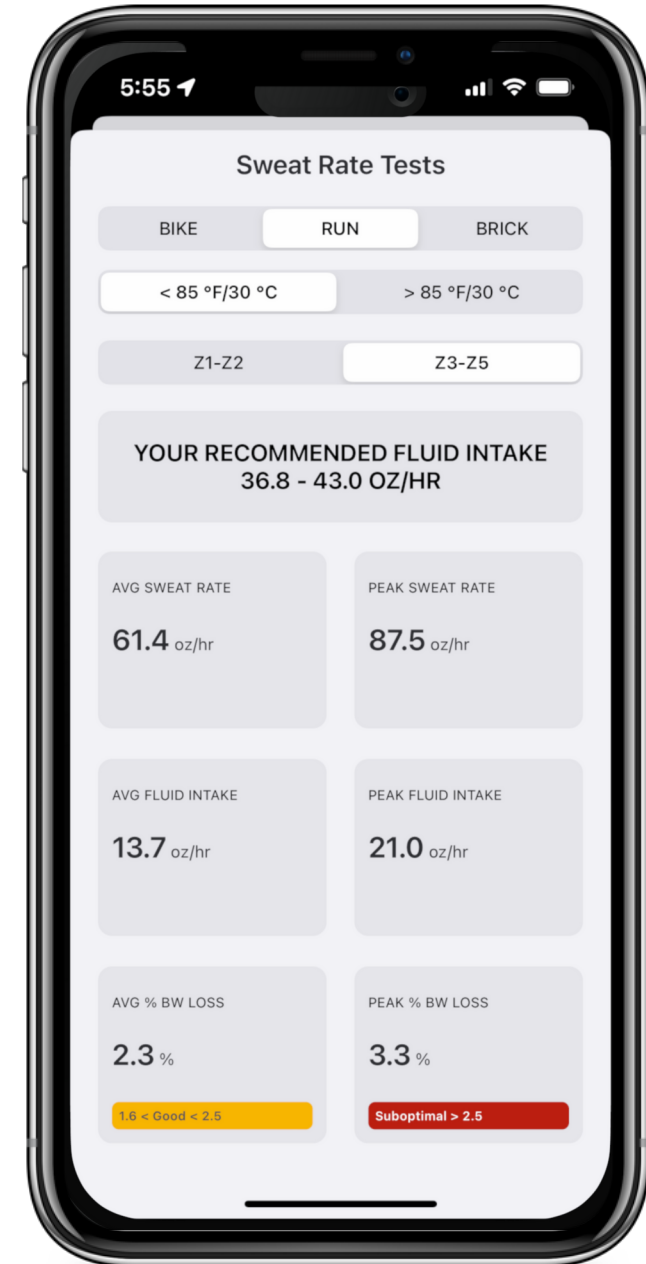 5:55
Sweat Rate Tests
BIKE RUN BRICK
< 85 °F/30 °C > 85 °F/30 °C
Z1-Z2 Z3-Z5
YOUR RECOMMENDED FLUID INTAKE
36.8 - 43.0 OZ/HR
AVG SWEAT RATE
61.4 oz/hr
PEAK SWEAT RATE
87.5 oz/hr
AVG FLUID INTAKE
13.7 oz/hr
PEAK FLUID INTAKE
21.0 oz/hr
AVG % BW LOSS
2.3 %
1.6 < Good < 2.5
PEAK % BW LOSS
3.3 %
Suboptimal > 2.5